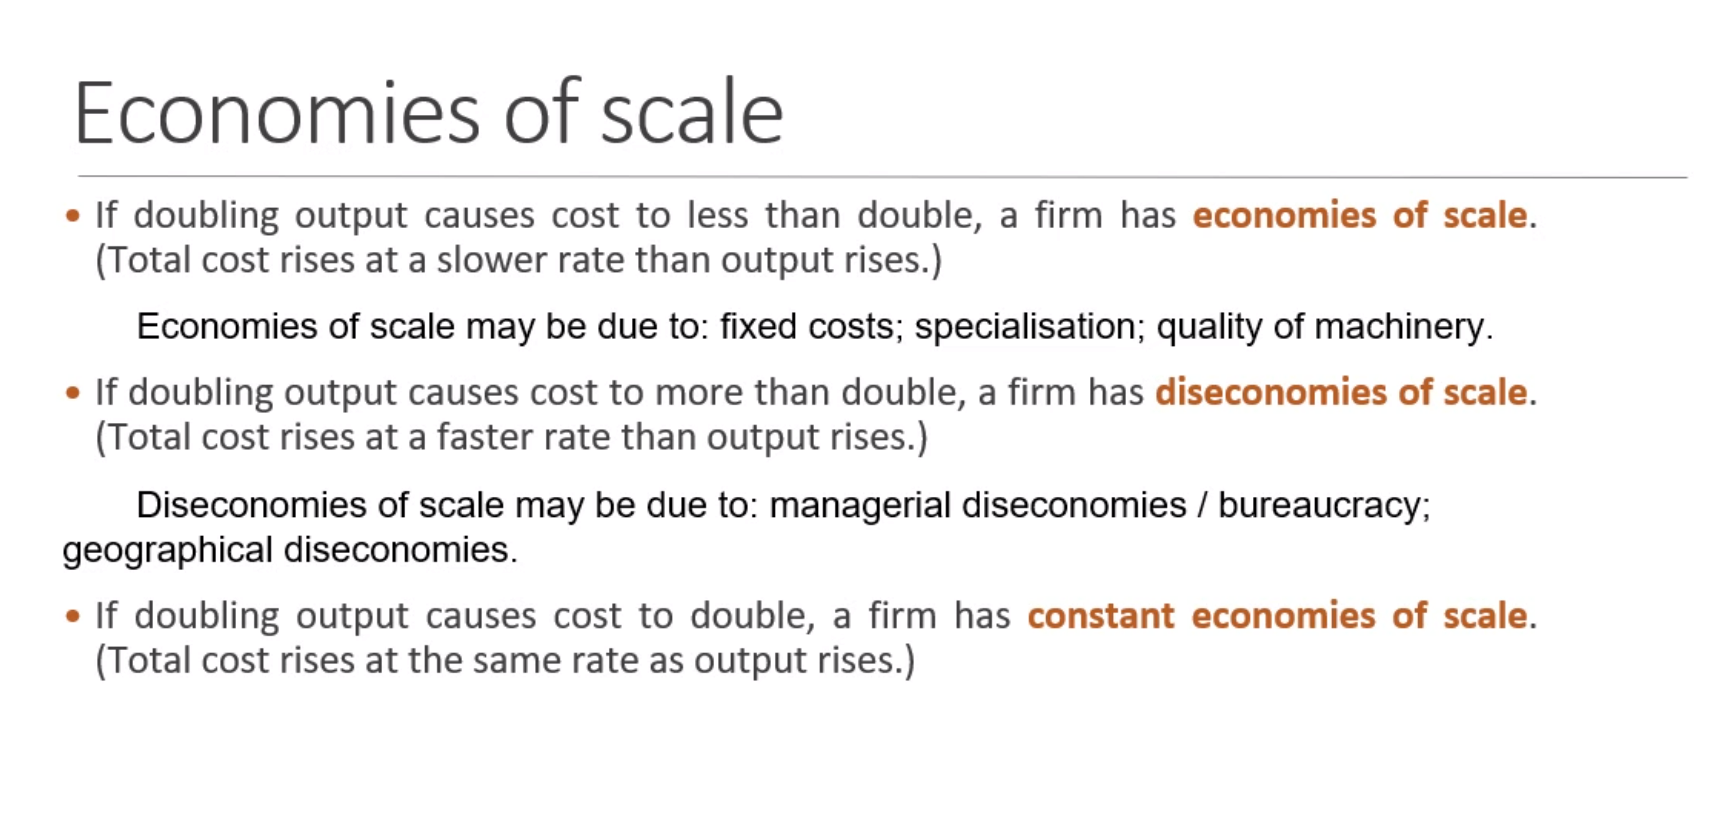 Economies of scale
• If doubling output causes cost to less than double, a firm has economies of scale.
(Total cost rises at a slower rate than output rises.)
Economies of scale may be due to: fixed costs; specialisation; quality of machinery.
• If doubling output causes cost to more than double, a firm has diseconomies of scale.
(Total cost rises at a faster rate than output rises.)
Diseconomies of scale may be due to: managerial diseconomies / bureaucracy;
geographical diseconomies.
• If doubling output causes cost to double, a firm has constant economies of scale.
(Total cost rises at the same rate as output rises.)